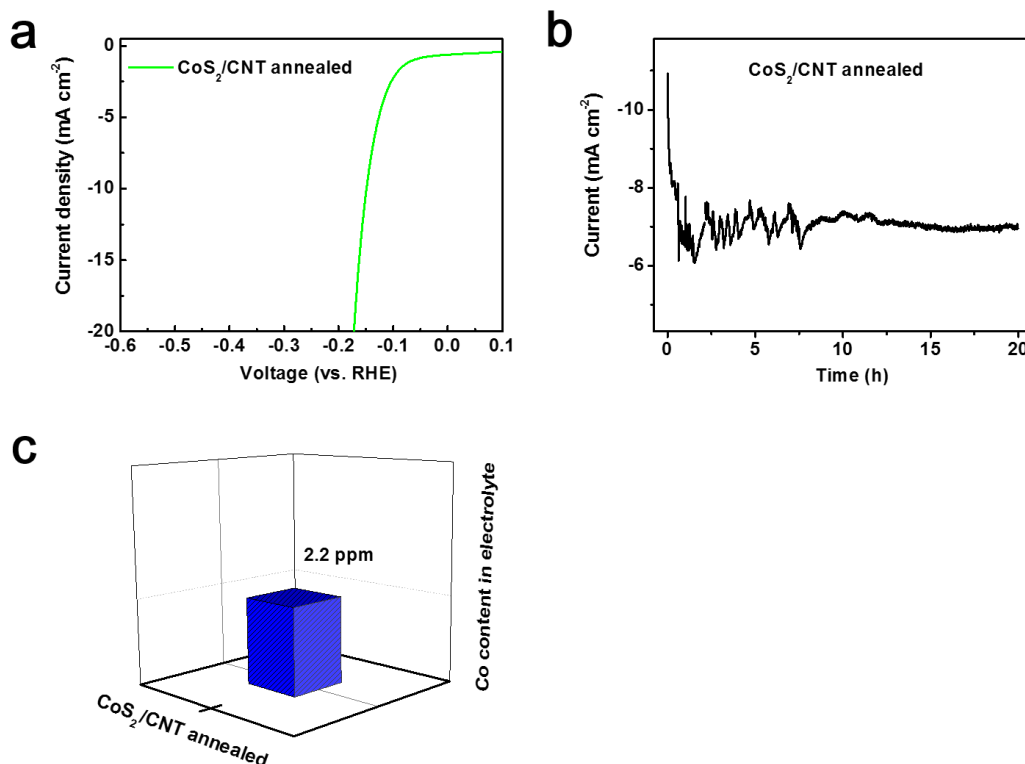 a
CoS₂/CNT annealed
Current density (mA cm⁻²)
0
-5
-10
-15
-20
-0.6 -0.5 -0.4 -0.3 -0.2 -0.1 0.0 0.1
Voltage (vs. RHE)
b
CoS₂/CNT annealed
Current (mA cm⁻²)
-10
-8
-6
0 5 10 15 20
Time (h)
c
2.2 ppm
Co content in electrolyte
CoS₂/CNT annealed